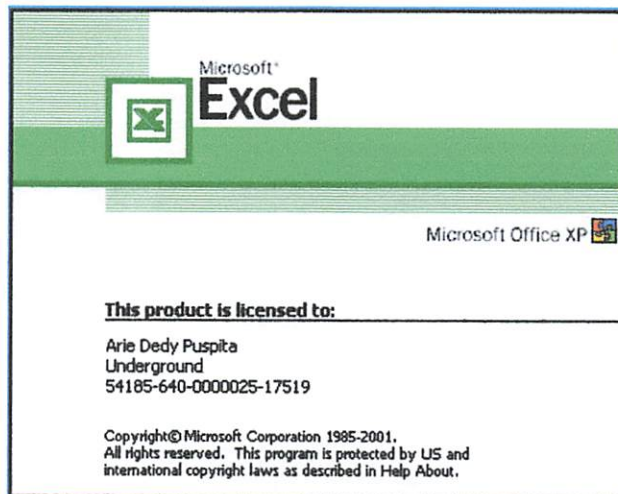 Microsoft®
Excel
Microsoft Office XP
This product is licensed to:
Arie Dedy Puspita
Underground
54185-640-0000025-17519
Copyright© Microsoft Corporation 1985-2001.
All rights reserved. This program is protected by US and
international copyright laws as described in Help About.